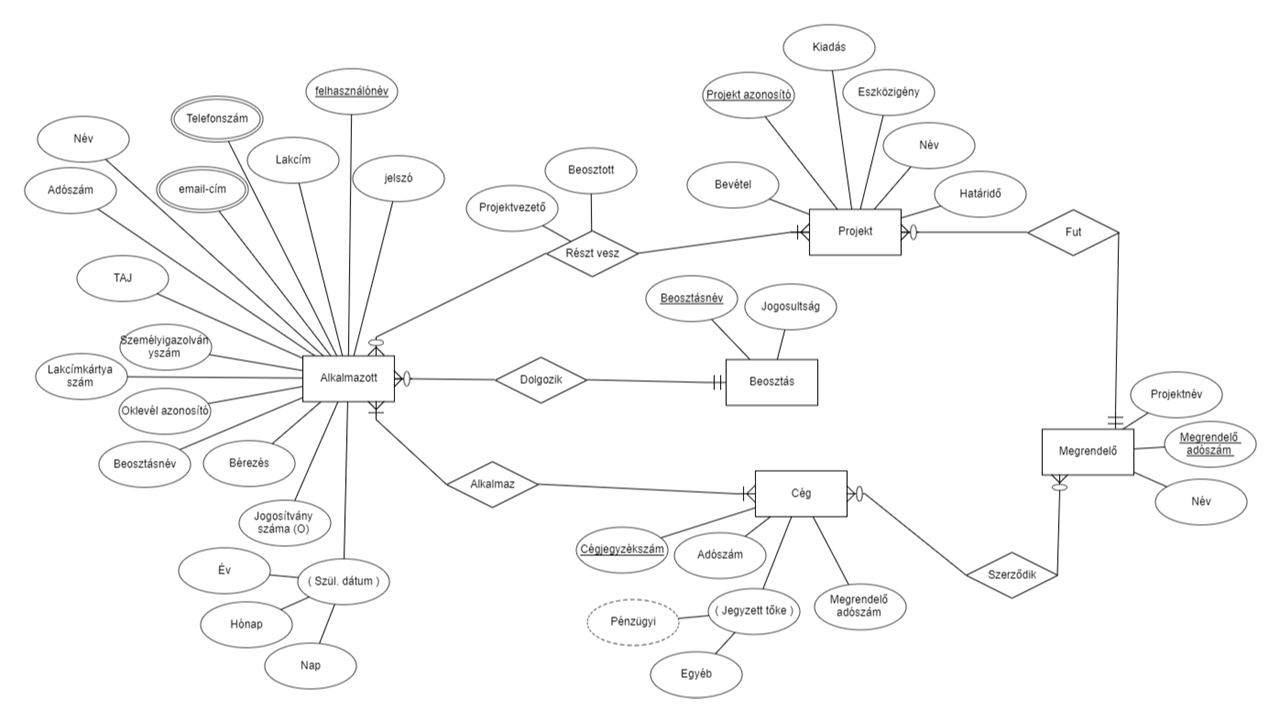 Kiadás
felhasználónév
Projekt azonosító
Eszközigény
Telefonszám
Név
Lakcím
Név
Beosztott
jelszó
Adószám
email-cím
Bevétel
Határidő
Projektvezető
Projekt
Fut
Részt vesz
TAJ
Beosztásnév
Jogosultság
Személyigazolván
yszám
Lakcímkártya
szám
Alkalmazott
Dolgozik
Beosztás
Oklevél azonosító
Projektnév
Megrendelő
adószám
Megrendelő
Beosztásnév
Bérezés
Alkalmaz
Cég
Név
Jogosítvány
száma (O)
Cégjegyzékszám
Adószám
Szerződik
Év
( Szül. dátum )
Megrendelő
adószám
Pénzügyi
( Jegyzett tőke )
Hónap
Nap
Egyéb